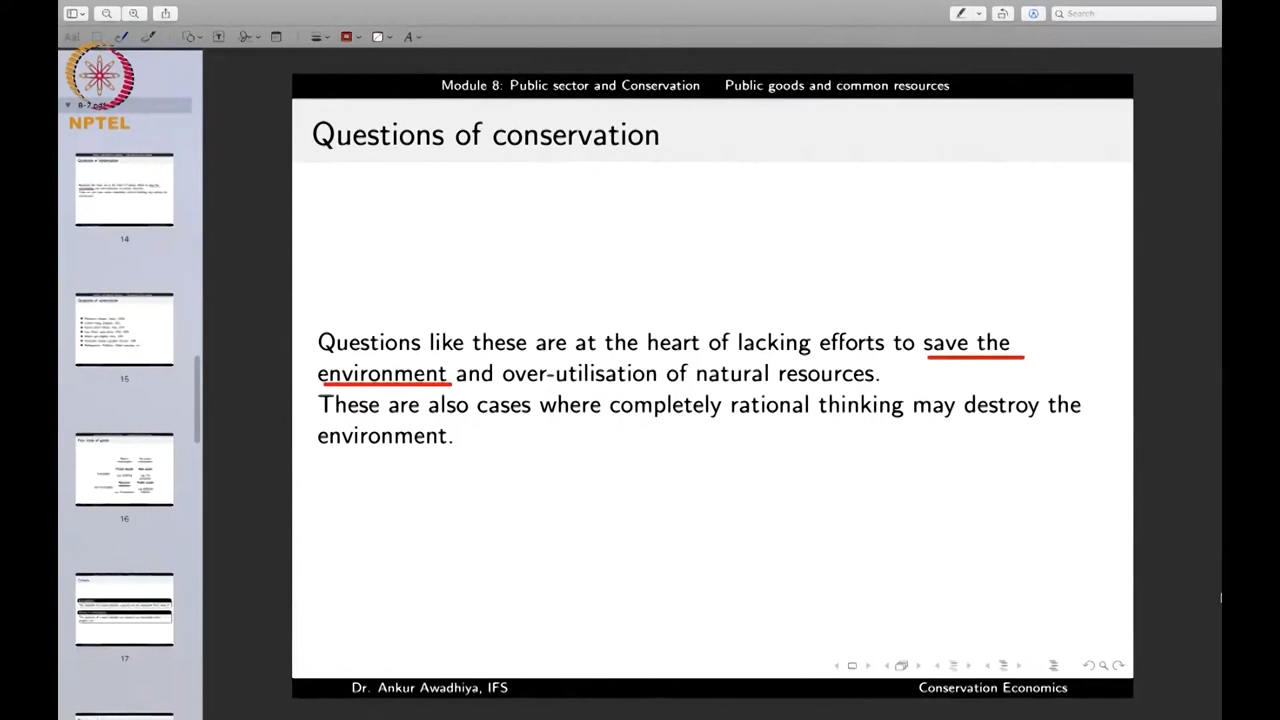 Search
NPTEL
Module 8: Public sector and Conservation Public goods and common resources
Questions of conservation
Questions like these are at the heart of lacking efforts to save the
environment and over-utilisation of natural resources.
These are also cases where completely rational thinking may destroy the
environment.
Dr. Ankur Awadhiya, IFS Conservation Economics
14
15
16
17